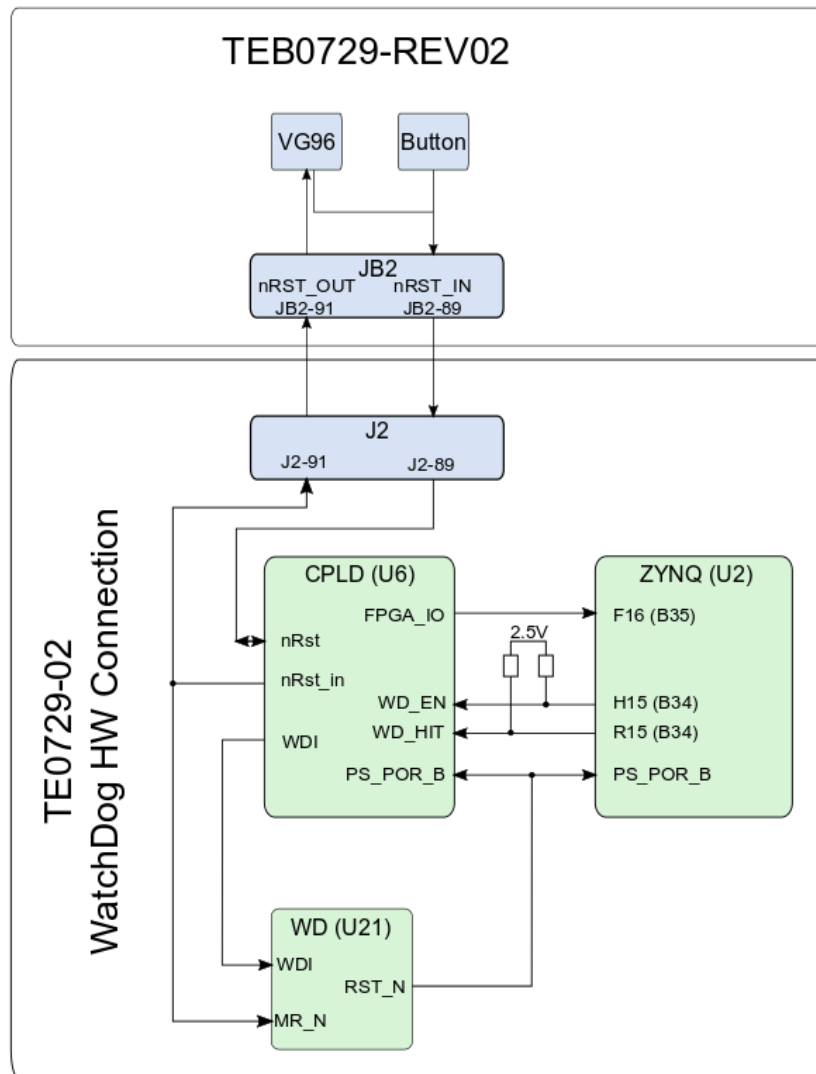 TEB0729-REV02
VG96
Button
JB2
nRST_OUT
nRST_IN
JB2-91
JB2-89
J2
J2-91
J2-89
TE0729-02
WatchDog HW Connection
CPLD (U6)
ZYNQ (U2)
FPGA_IO
F16 (B35)
2.5V
nRst
nRst_in
WD_EN
H15 (B34)
WDI
WD_HIT
R15 (B34)
PS_POR_B
PS_POR_B
WD (U21)
WDI
RST_N
MR_N